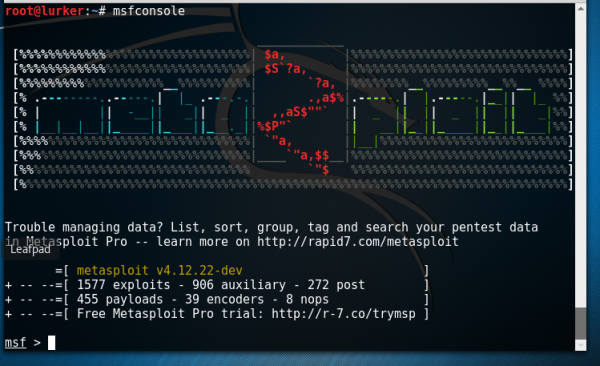 root@lurker:~# msfconsole
metasploit
Trouble managing data? List, sort, group, tag and search your pentest data
in Metasploit Pro -- learn more on http://rapid7.com/metasploit
Leafpad
=[ metasploit v4.12.22-dev ]
+ -- --=[ 1577 exploits - 906 auxiliary - 272 post ]
+ -- --=[ 455 payloads - 39 encoders - 8 nops ]
+ -- --=[ Free Metasploit Pro trial: http://r-7.co/trymsp ]
msf >